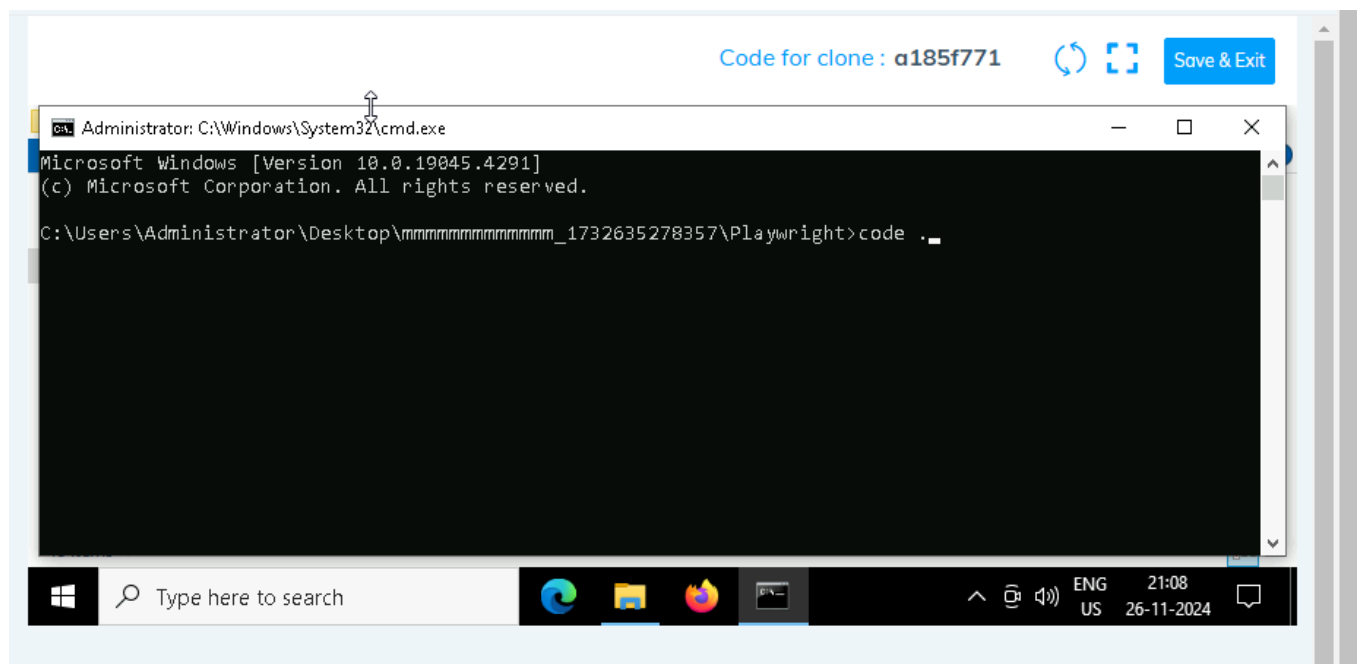 Code for clone : a185f771
Save & Exit
Administrator: C:\Windows\System32\cmd.exe
Microsoft Windows [Version 10.0.19045.4291]
(c) Microsoft Corporation. All rights reserved.
C:\Users\Administrator\Desktop\mmmmmmmmmmmmm_1732635278357\Playwright>code .
Type here to search
ENG
US
21:08
26-11-2024